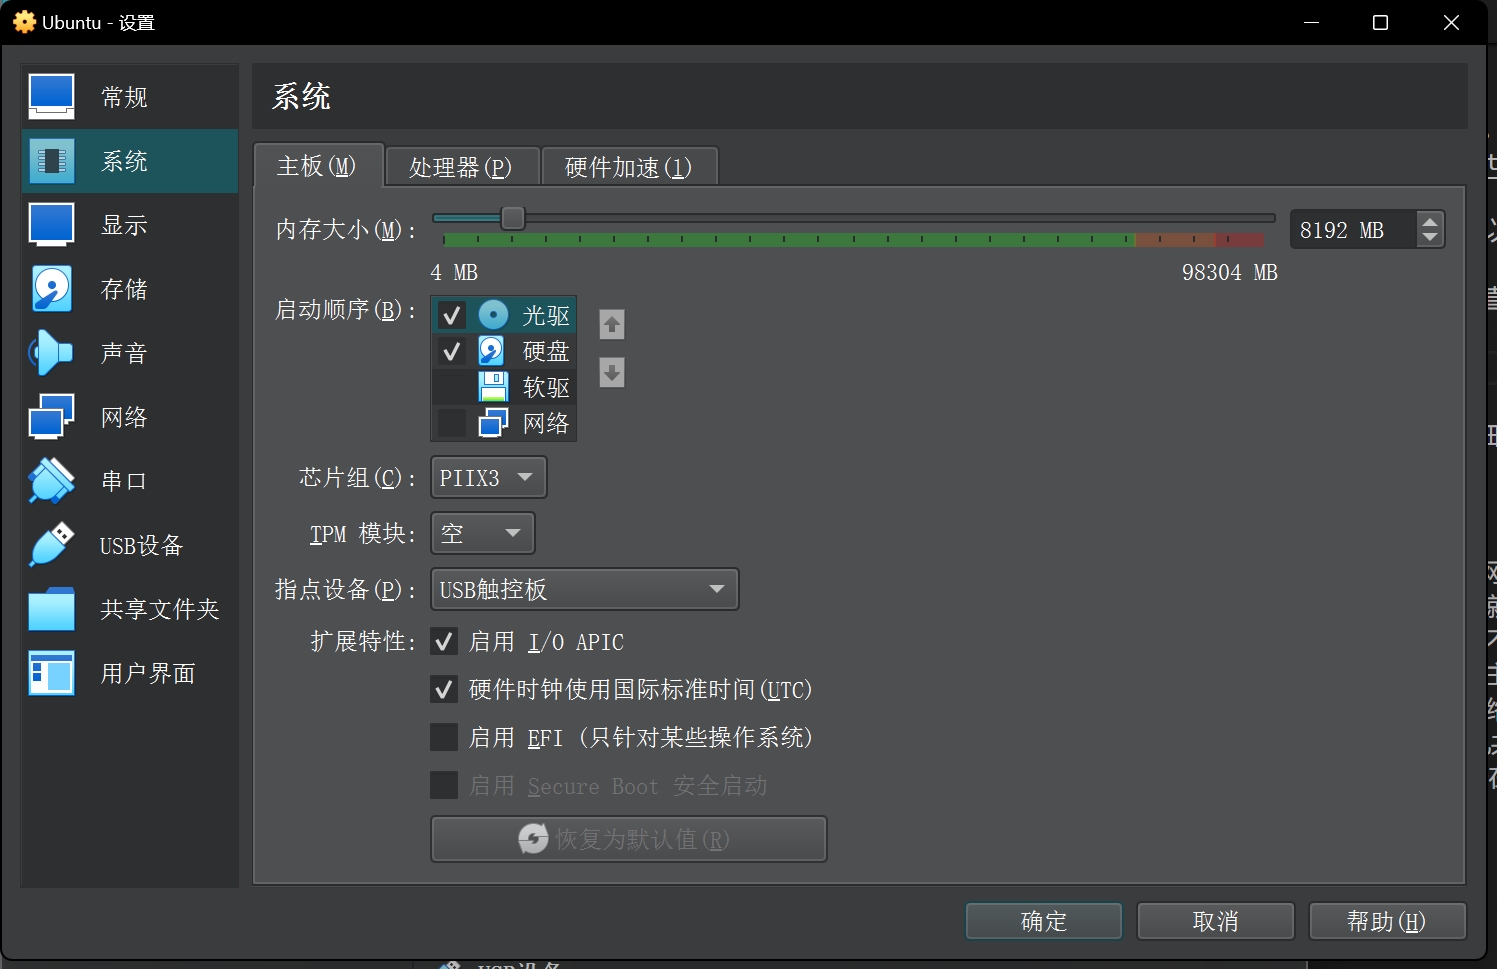 Ubuntu - 设置
常规
系统
显示
存储
声音
网络
串口
USB设备
共享文件夹
用户界面
系统
主板(M) 处理器(P) 硬件加速(l)
内存大小(M): 8192 MB
4 MB 98304 MB
启动顺序(B): 光驱
硬盘
软驱
网络
芯片组(C): PIIX3
TPM 模块: 空
指点设备(P): USB触控板
扩展特性: 启用 I/O APIC
硬件时钟使用国际标准时间(UTC)
启用 EFI (只针对某些操作系统)
启用 Secure Boot 安全启动
恢复为默认值(R)
确定 取消 帮助(H)